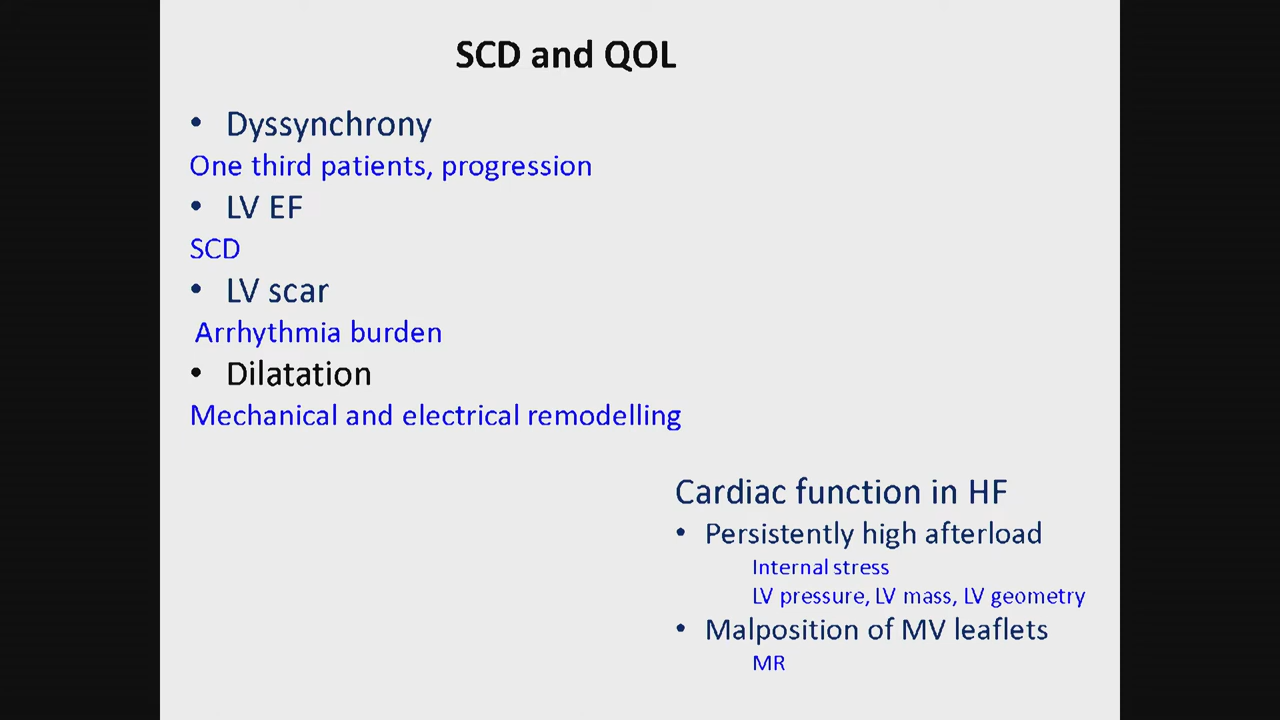 SCD and QOL
• Dyssynchrony
One third patients, progression
• LV EF
SCD
• LV scar
Arrhythmia burden
• Dilatation
Mechanical and electrical remodelling
Cardiac function in HF
• Persistently high afterload
Internal stress
LV pressure, LV mass, LV geometry
• Malposition of MV leaflets
MR